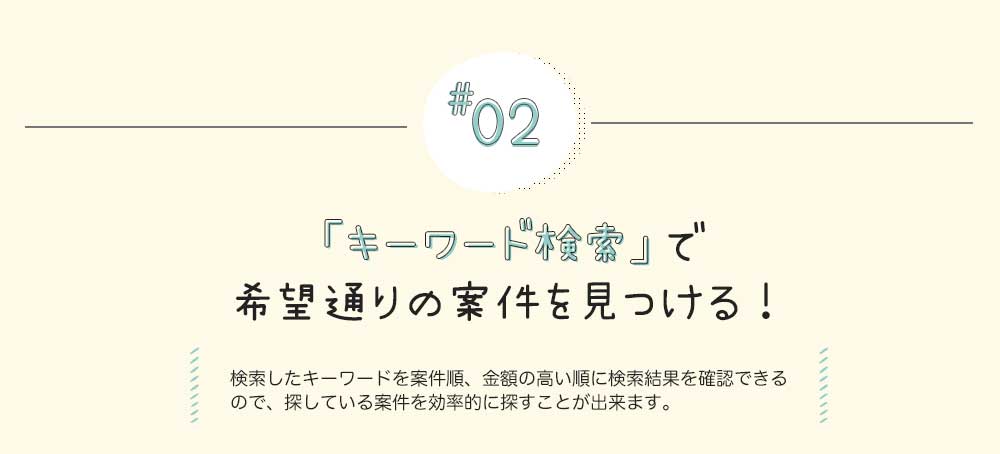 #02
「キーワード検索」で
希望通りの案件を見つける！
検索したキーワードを案件順、金額の高い順に検索結果を確認できる
ので、探している案件を効率的に探すことが出来ます。